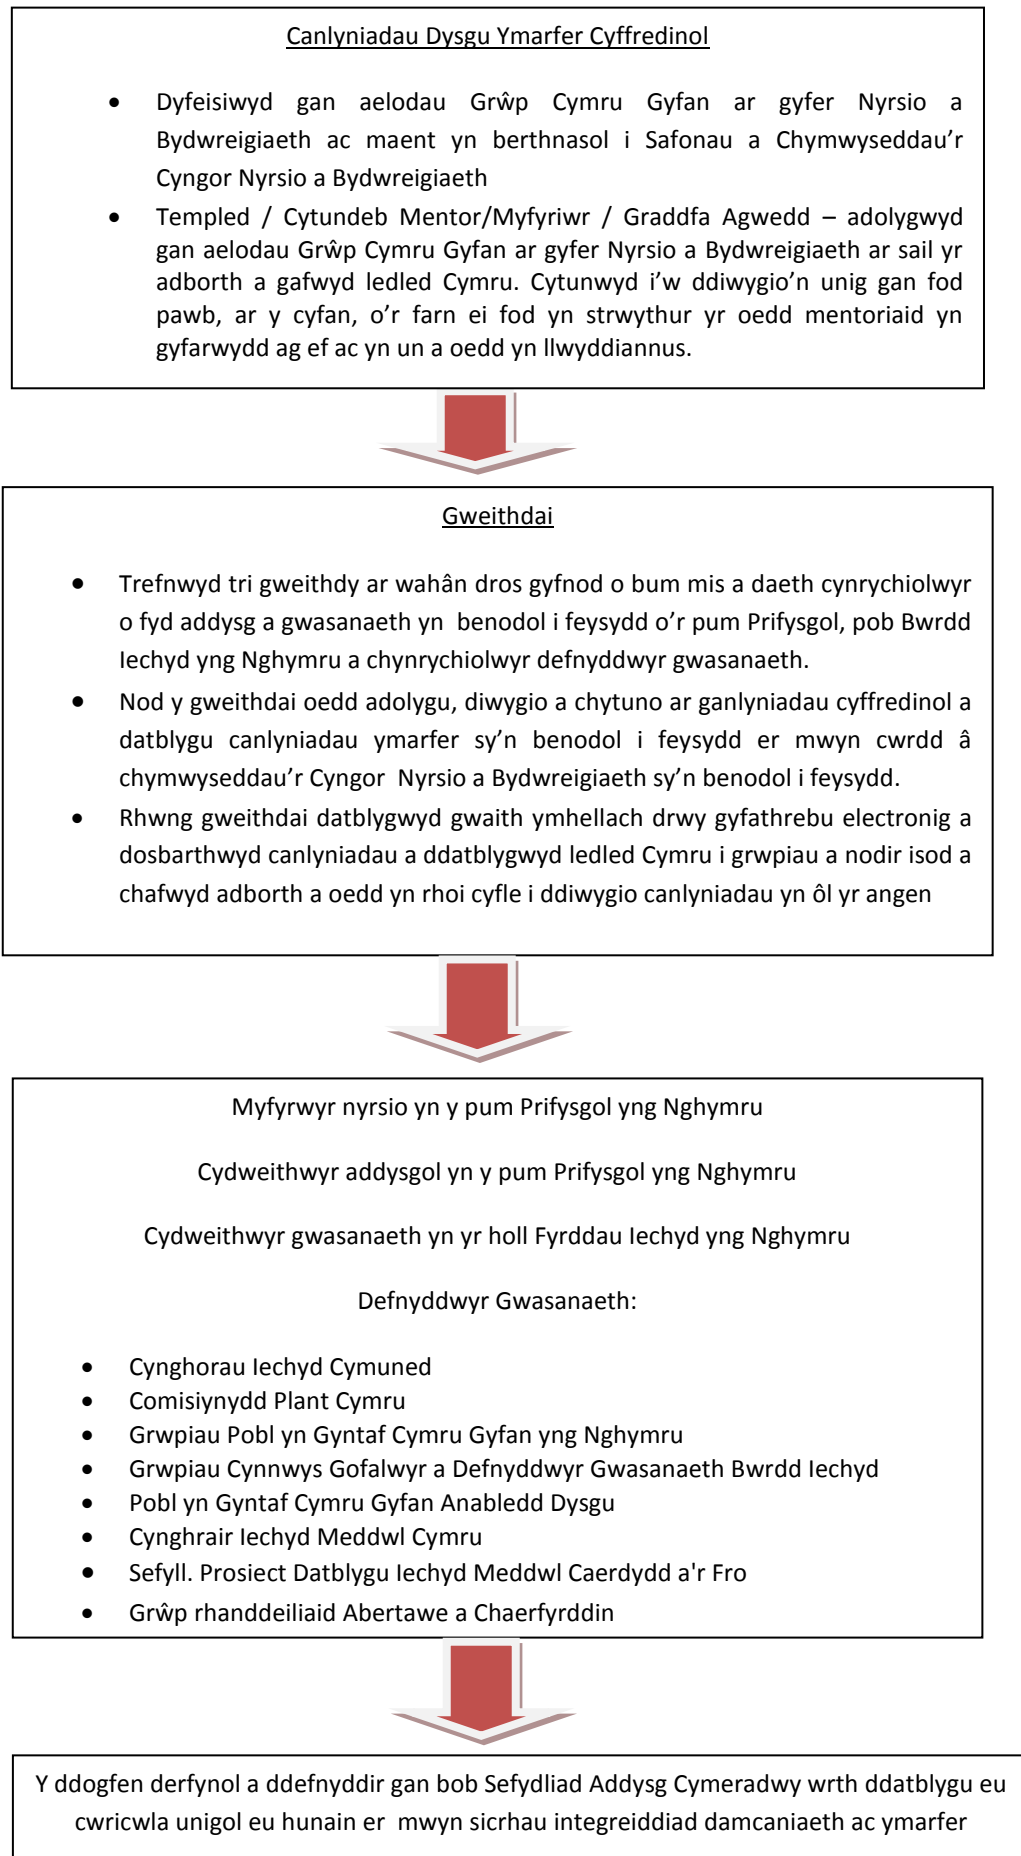 Canlyniadau Dysgu Ymarfer Cyffredinol
• Dyfeisiwyd gan aelodau Grŵp Cymru Gyfan ar gyfer Nyrsio a
Bydwreigiaeth ac maent yn berthnasol i Safonau a Chymwyseddau’r
Cyngor Nyrsio a Bydwreigiaeth
• Templed / Cytundeb Mentor/Myfyriwr / Graddfa Agwedd – adolygwyd
gan aelodau Grŵp Cymru Gyfan ar gyfer Nyrsio a Bydwreigiaeth ar sail yr
adborth a gafwyd ledled Cymru. Cytunwyd i’w ddiwygio’n unig gan fod
pawb, ar y cyfan, o’r farn ei fod yn strwythur yr oedd mentoriaid yn
gyfarwydd ag ef ac yn un a oedd yn llwyddiannus.
Gweithdai
• Trefnwyd tri gweithdy ar wahân dros gyfnod o bum mis a daeth cynrychiolwyr
o fyd addysg a gwasanaeth yn benodol i feysydd o’r pum Prifysgol, pob Bwrdd
Iechyd yng Nghymru a chynrychiolwyr defnyddwyr gwasanaeth.
• Nod y gweithdai oedd adolygu, diwygio a chytuno ar ganlyniadau cyffredinol a
datblygu canlyniadau ymarfer sy’n benodol i feysydd er mwyn cwrdd â
chymwyseddau’r Cyngor Nyrsio a Bydwreigiaeth sy’n benodol i feysydd.
• Rhwng gweithdai datblygwyd gwaith ymhellach drwy gyfathrebu electronig a
dosbarthwyd canlyniadau a ddatblygwyd ledled Cymru i grwpiau a nodir isod a
chafwyd adborth a oedd yn rhoi cyfle i ddiwygio canlyniadau yn ôl yr angen
Myfyrwyr nyrsio yn y pum Prifysgol yng Nghymru
Cydweithwyr addysgol yn y pum Prifysgol yng Nghymru
Cydweithwyr gwasanaeth yn yr holl Fyrddau Iechyd yng Nghymru
Defnyddwyr Gwasanaeth:
• Cynghorau Iechyd Cymuned
• Comisiynydd Plant Cymru
• Grwpiau Pobl yn Gyntaf Cymru Gyfan yng Nghymru
• Grwpiau Cynnwys Gofalwyr a Defnyddwyr Gwasanaeth Bwrdd Iechyd
• Pobl yn Gyntaf Cymru Gyfan Anabledd Dysgu
• Cynghrair Iechyd Meddwl Cymru
• Sefyll. Prosiect Datblygu Iechyd Meddwl Caerdydd a'r Fro
• Grŵp rhanddeiliaid Abertawe a Chaerfyrddin
Y ddogfen derfynol a ddefnyddir gan bob Sefydliad Addysg Cymeradwy wrth ddatblygu eu
cwricwla unigol eu hunain er mwyn sicrhau integreiddiad damcaniaeth ac ymarfer